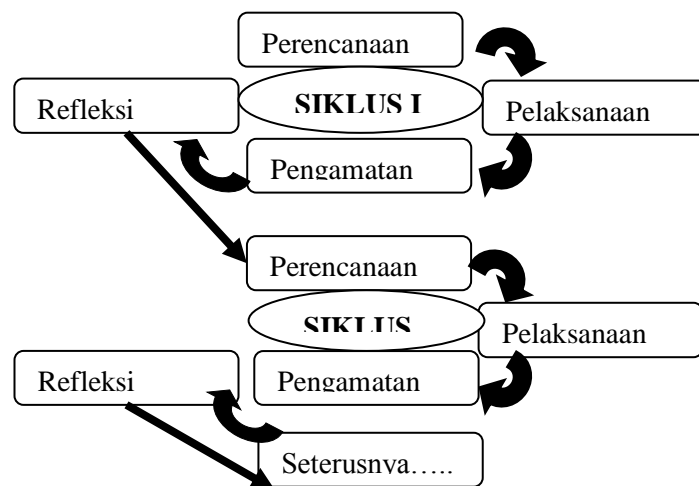 Perencanaan
Refleksi
SIKLUS I
Pelaksanaan
Pengamatan
Perencanaan
SIKLUS
Pelaksanaan
Refleksi
Pengamatan
Seterusnya…..